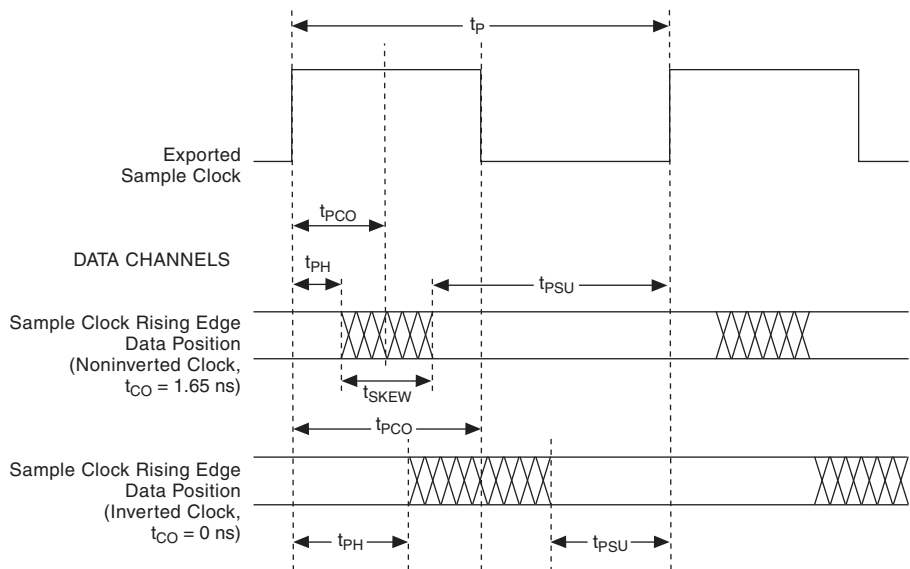 tP
Exported
Sample Clock
tPCO
DATA CHANNELS
tPH
tPSU
Sample Clock Rising Edge
Data Position
(Noninverted Clock,
tCO = 1.65 ns)
tSKEW
tPCO
Sample Clock Rising Edge
Data Position
(Inverted Clock,
tCO = 0 ns)
tPH
tPSU